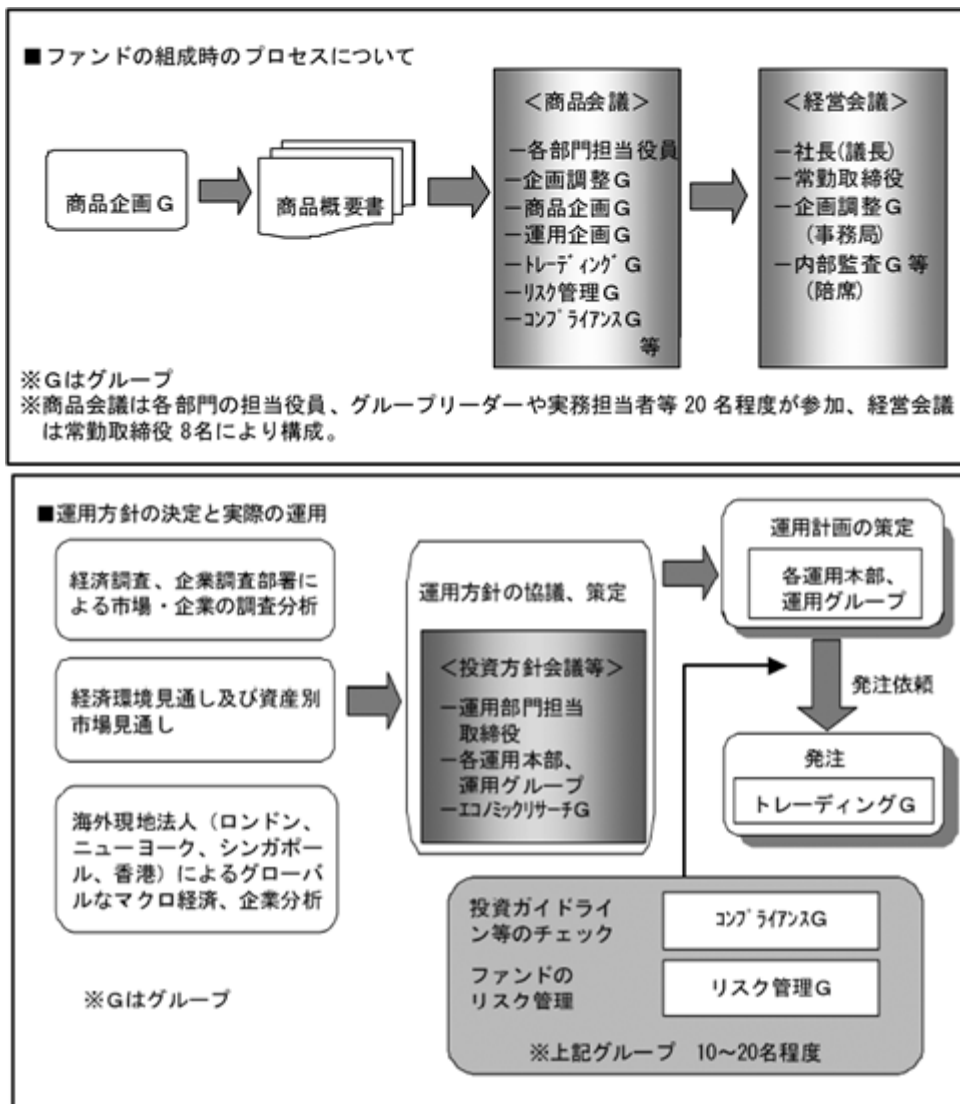 ■ファンドの組成時のプロセスについて
商品企画G
商品概要書
＜商品会議＞
－各部門担当役員
－企画調整G
－商品企画G
－運用企画G
－ﾄﾚｰﾃﾞｨﾝｸﾞG
－ﾘｽｸ管理G
－ｺﾝﾌﾟﾗｲｱﾝｽG
等
＜経営会議＞
－社長(議長)
－常勤取締役
－企画調整G
(事務局)
－内部監査G等
(陪席)
※Gはグループ
※商品会議は各部門の担当役員、グループリーダーや実務担当者等 20 名程度が参加、経営会議
は常勤取締役 8名により構成。
■運用方針の決定と実際の運用
経済調査、企業調査部署に
よる市場・企業の調査分析
経済環境見通し及び資産別
市場見通し
海外現地法人（ロンドン、
ニューヨーク、シンガポー
ル、香港）によるグローバ
ルなマクロ経済、企業分析
※Gはグループ
運用方針の協議、策定
＜投資方針会議等＞
－運用部門担当
取締役
－各運用本部、
運用グループ
－ｴｺﾉﾐｯｸﾘｻｰﾁG
運用計画の策定
各運用本部、
運用グループ
発注依頼
発注
トレーディングG
投資ガイドライ
ン等のチェック
ｺﾝﾌﾟﾗｲｱﾝｽG
ファンドの
リスク管理
リスク管理G
※上記グループ　10～20名程度